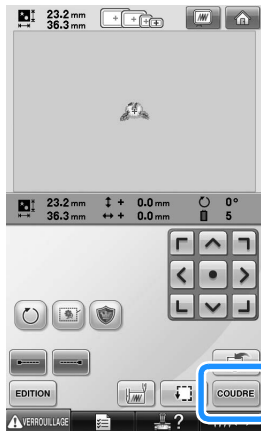 23.2 mm
36.3 mm
23.2 mm + 0.0 mm 0°
36.3 mm + 0.0 mm 5
EDITION
COUDRE
VERROUILLAGE
?